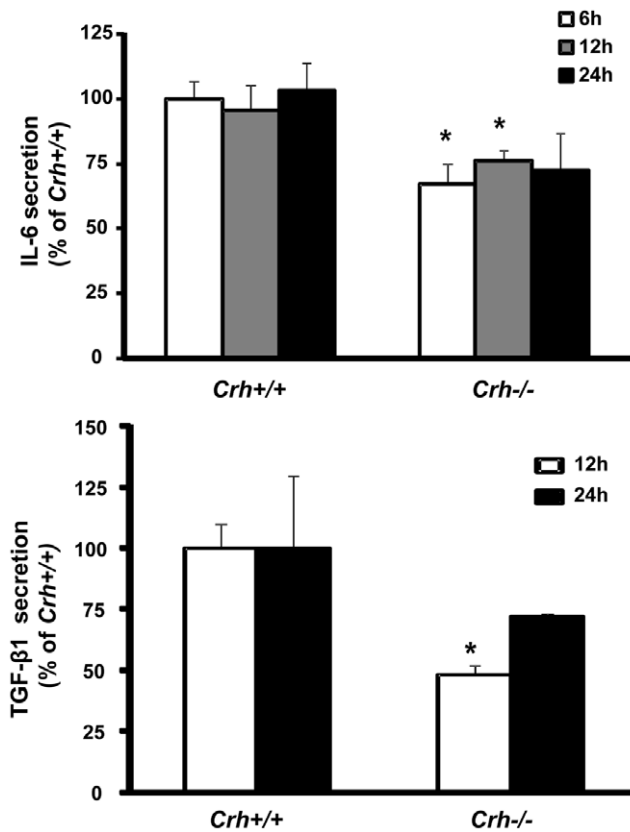 125
100
75
50
25
0
IL-6 secretion
(% of Crh+/+)
6h
12h
24h
*
*
Crh+/+
Crh-/-
150
125
100
75
50
25
0
TGF-β1 secretion
(% of Crh+/+)
12h
24h
*
Crh+/+
Crh-/-